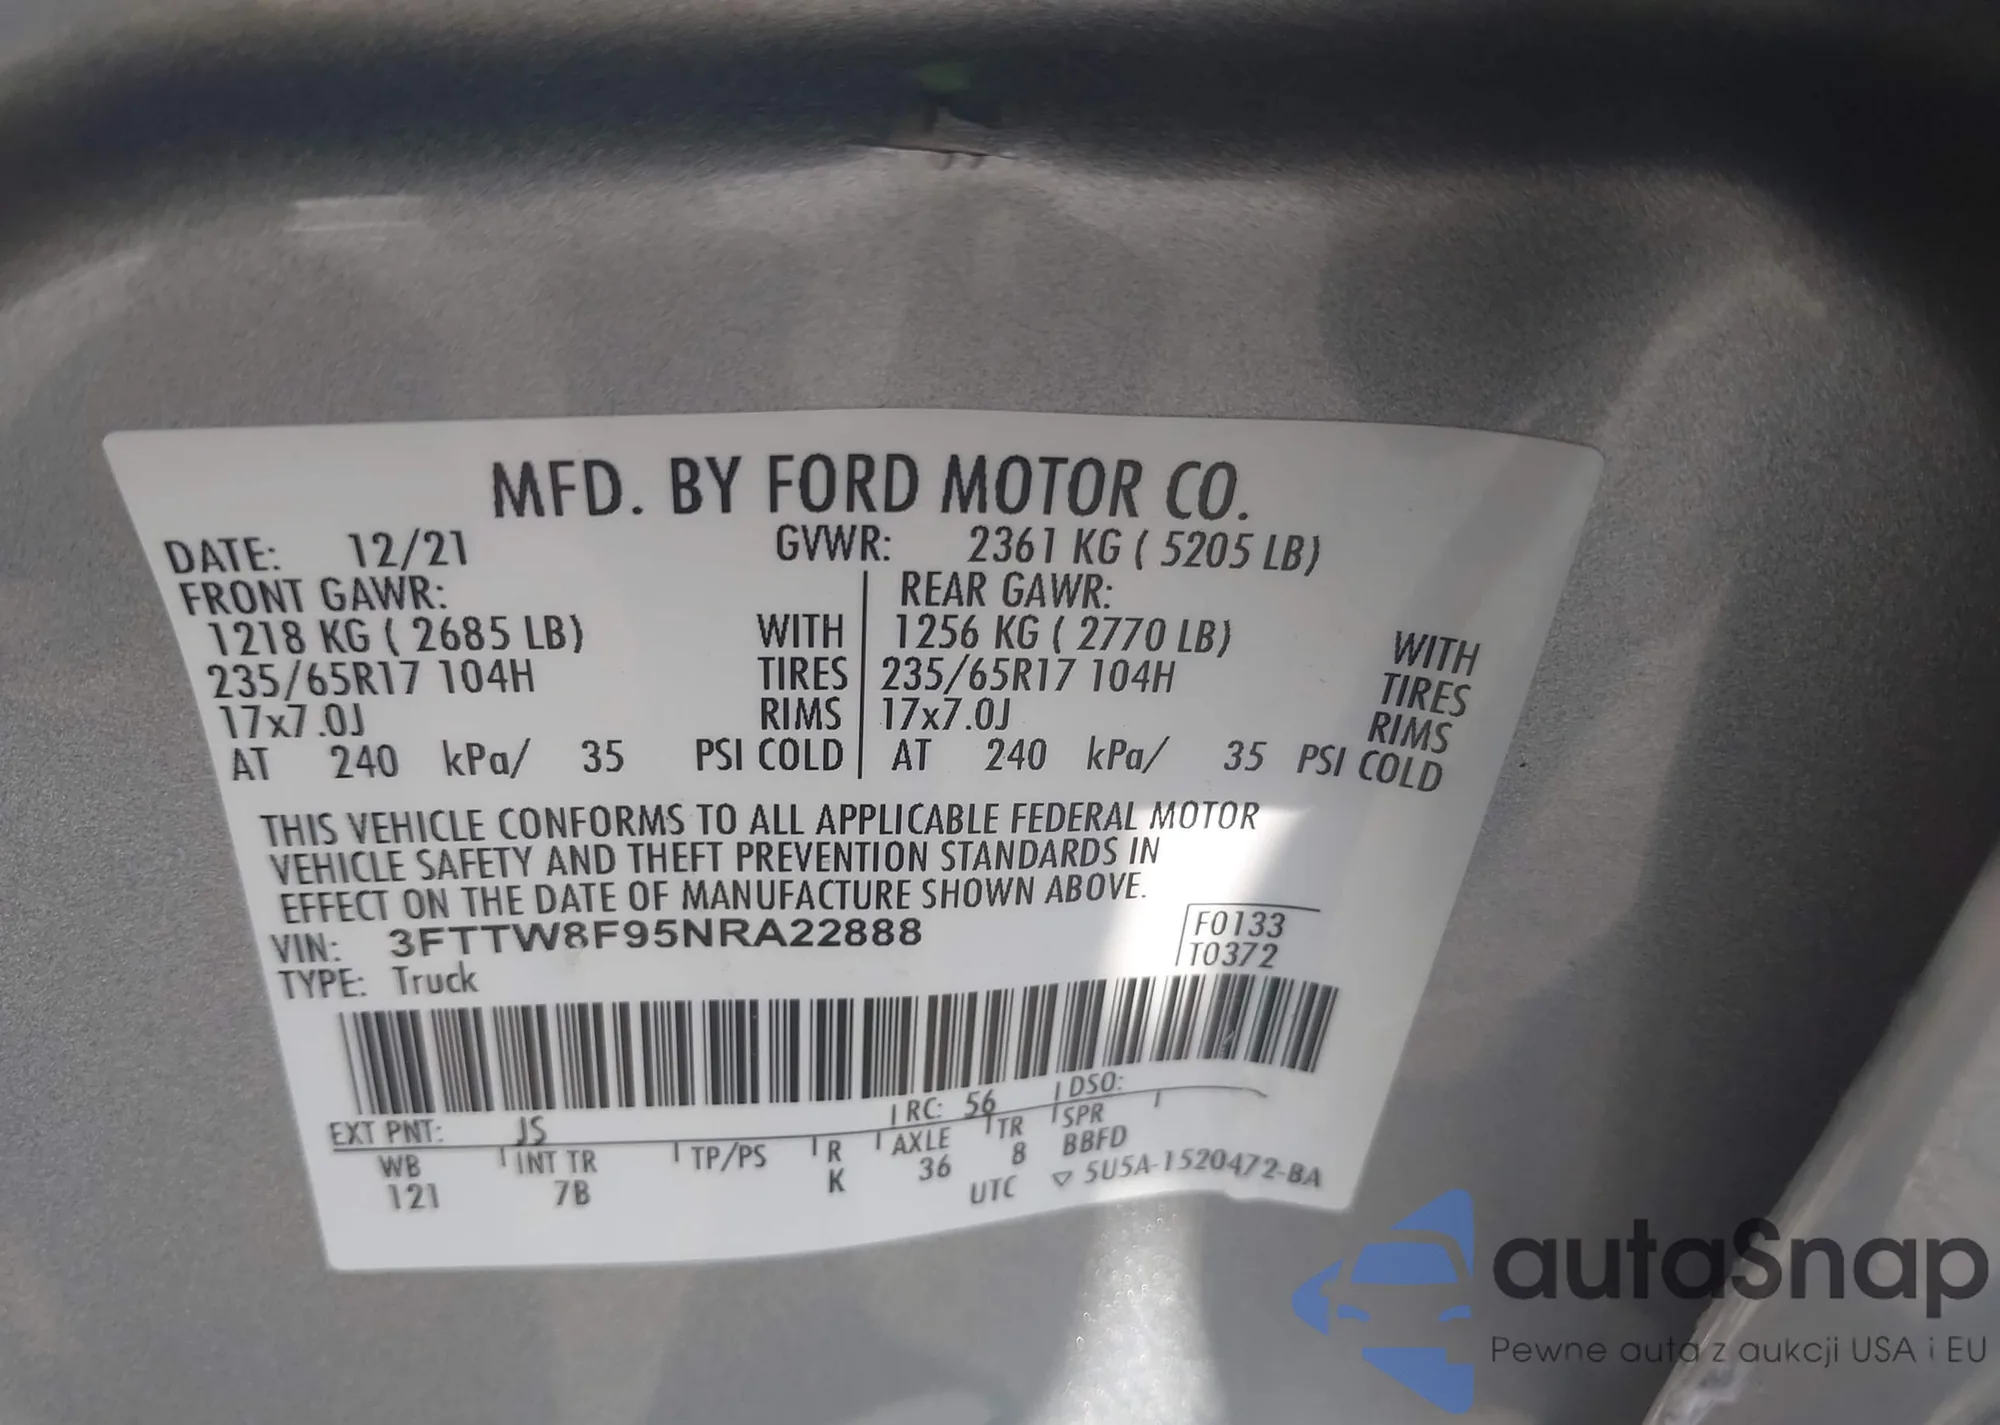 MFD. BY FORD MOTOR CO.
DATE: 12/21 GVWR: 2361 KG ( 5205 LB)
FRONT GAWR: REAR GAWR:
1218 KG ( 2685 LB) WITH 1256 KG ( 2770 LB) WITH
235/65R17 104H TIRES 235/65R17 104H TIRES
17x7.0J RIMS 17x7.0J RIMS
AT 240 kPa/ 35 PSI COLD AT 240 kPa/ 35 PSI COLD
THIS VEHICLE CONFORMS TO ALL APPLICABLE FEDERAL MOTOR
VEHICLE SAFETY AND THEFT PREVENTION STANDARDS IN
EFFECT ON THE DATE OF MANUFACTURE SHOWN ABOVE.
VIN: 3FTTW8F95NRA22888 F0133
TYPE: Truck T0372
EXT PNT: JS RC: 56 DSO:
WB INT TR TP/PS R AXLE TR SPR
121 7B K 36 8 BBFD
UTC ▽ 5U5A-1520472-BA
autaSnap
Pewne auta z aukcji USA i EU